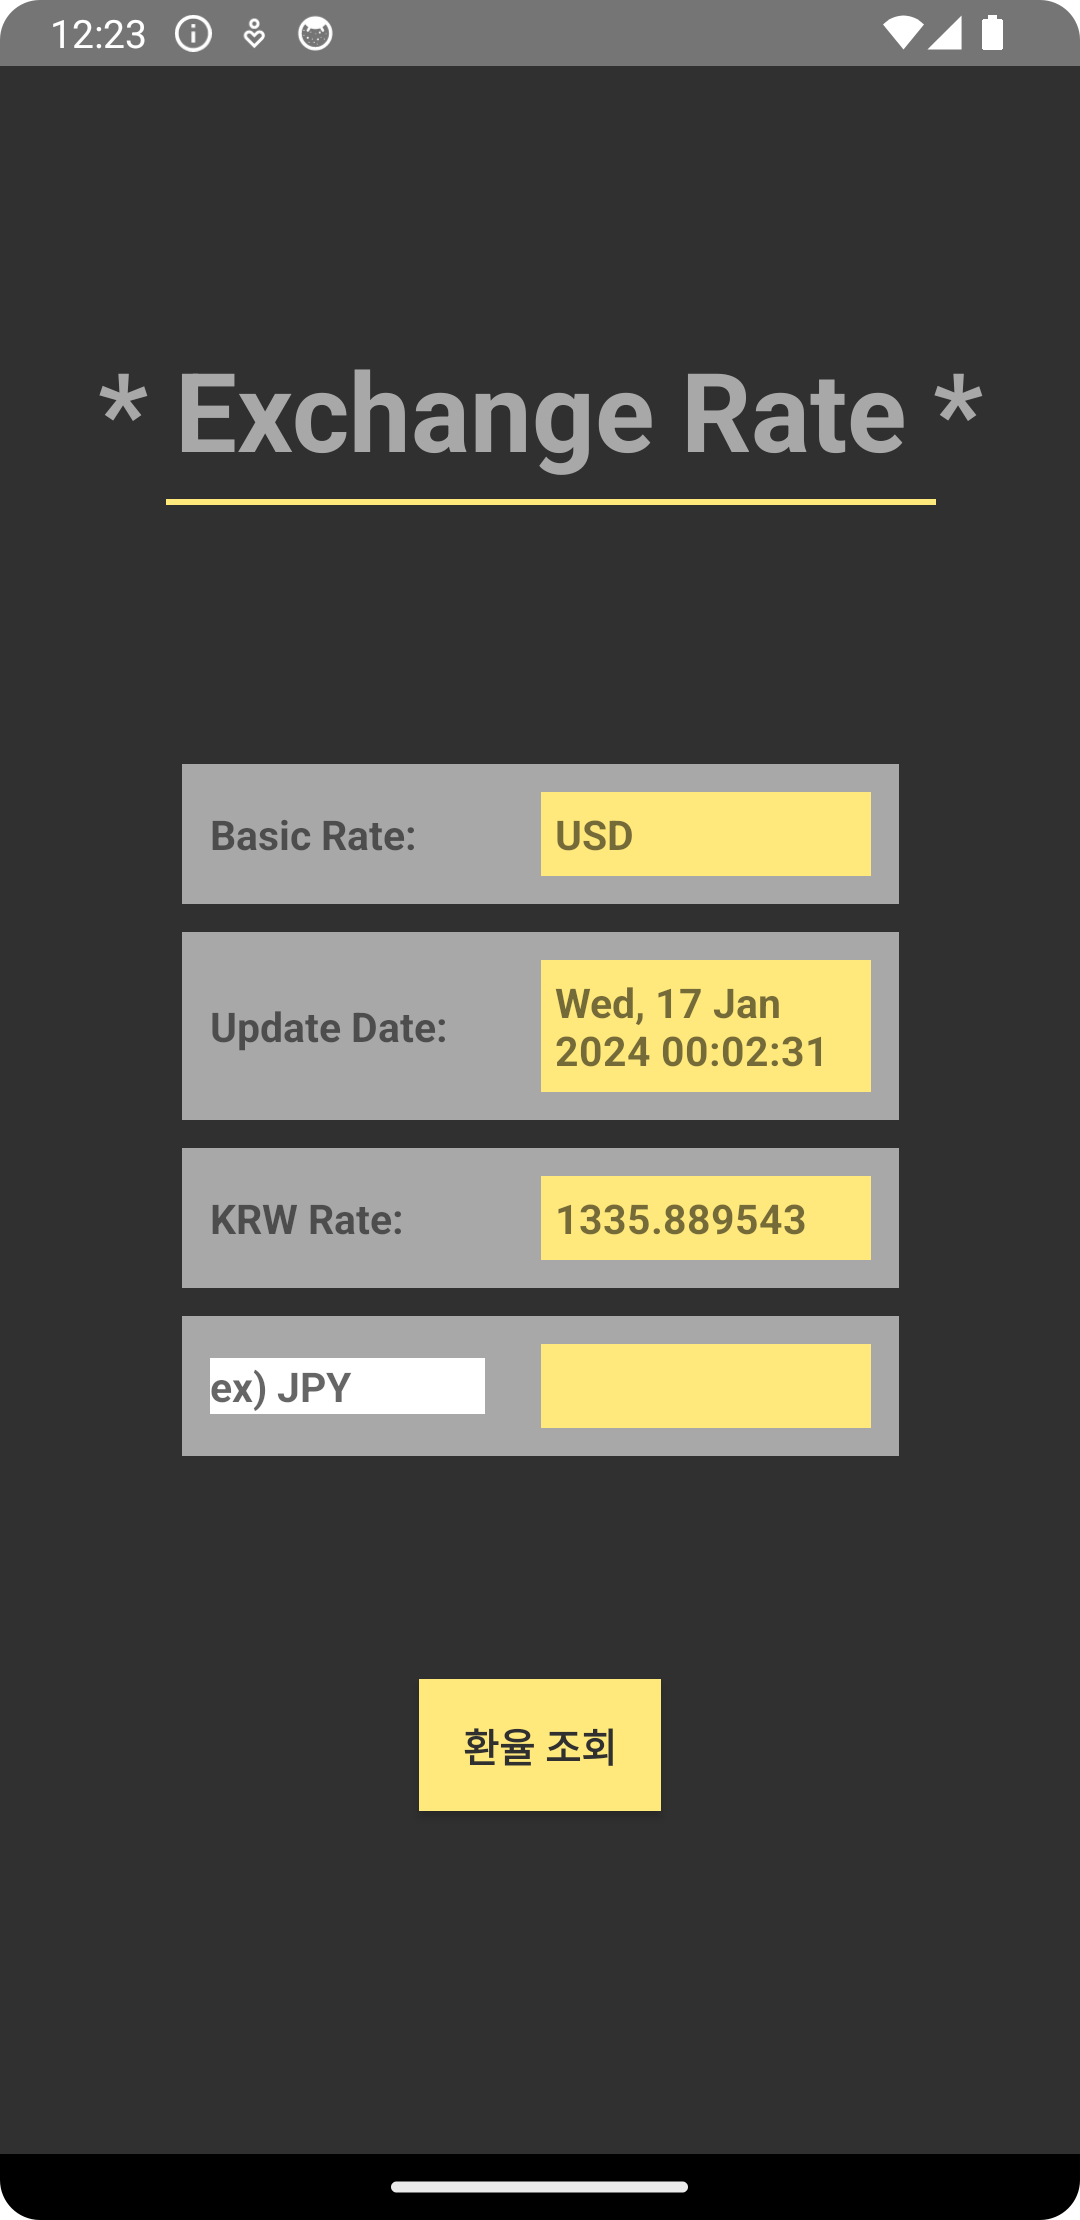 12:23
* Exchange Rate *
Basic Rate:
USD
Update Date:
Wed, 17 Jan
2024 00:02:31
KRW Rate:
1335.889543
ex) JPY
환율 조회